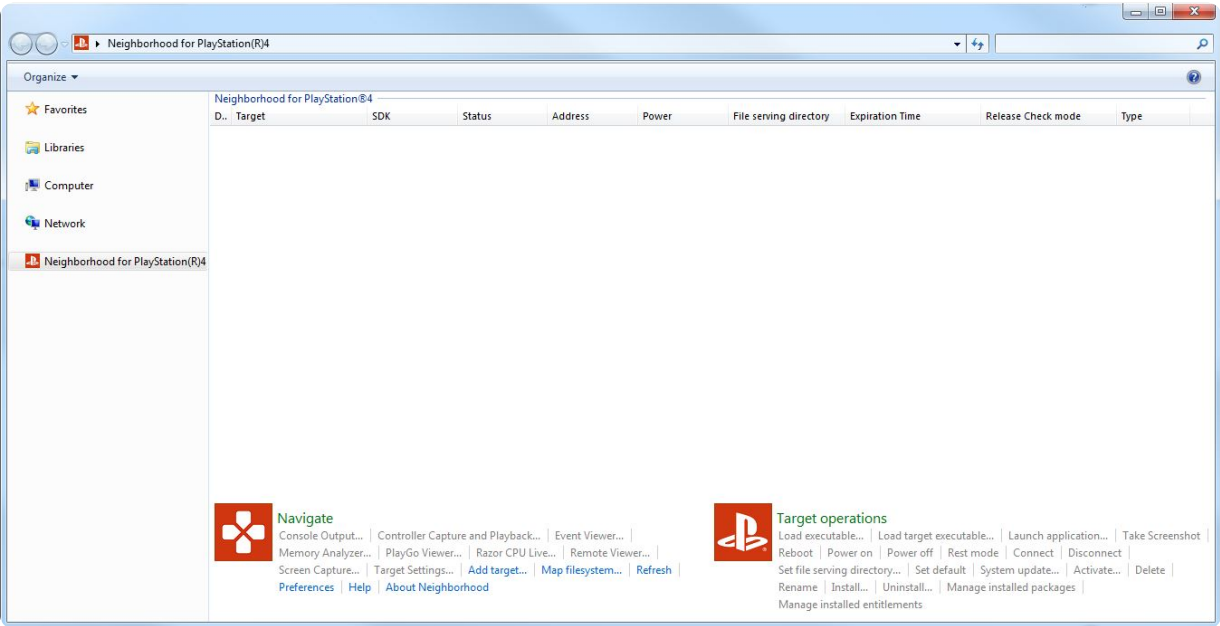 Neighborhood for PlayStation(R)4
Organize
Favorites
Libraries
Computer
Network
Neighborhood for PlayStation(R)4
Neighborhood for PlayStation®4
D.. Target SDK Status Address Power File serving directory Expiration Time Release Check mode Type
Navigate
Console Output... | Controller Capture and Playback... | Event Viewer... |
Memory Analyzer... | PlayGo Viewer... | Razor CPU Live... | Remote Viewer... |
Screen Capture... | Target Settings... | Add target... | Map filesystem... | Refresh |
Preferences | Help | About Neighborhood
Target operations
Load executable... | Load target executable... | Launch application... | Take Screenshot |
Reboot | Power on | Power off | Rest mode | Connect | Disconnect |
Set file serving directory... | Set default | System update... | Activate... | Delete |
Rename | Install... | Uninstall... | Manage installed packages |
Manage installed entitlements